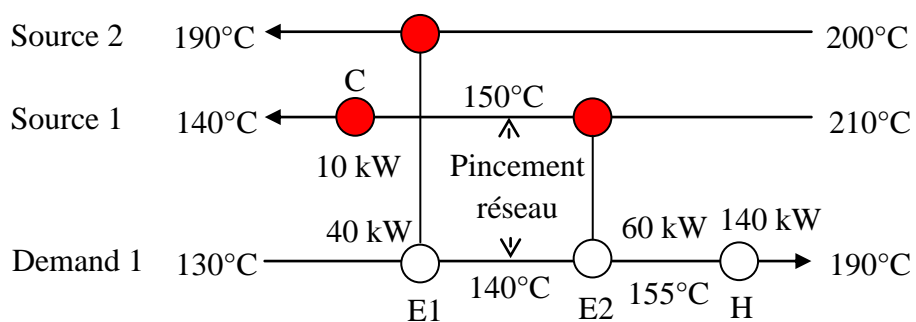 Source 2 190°C 200°C
C
Source 1 140°C 150°C 210°C
10 kW Pincement
réseau
40 kW 60 kW 140 kW
Demand 1 130°C 140°C 155°C 190°C
E1 E2 H